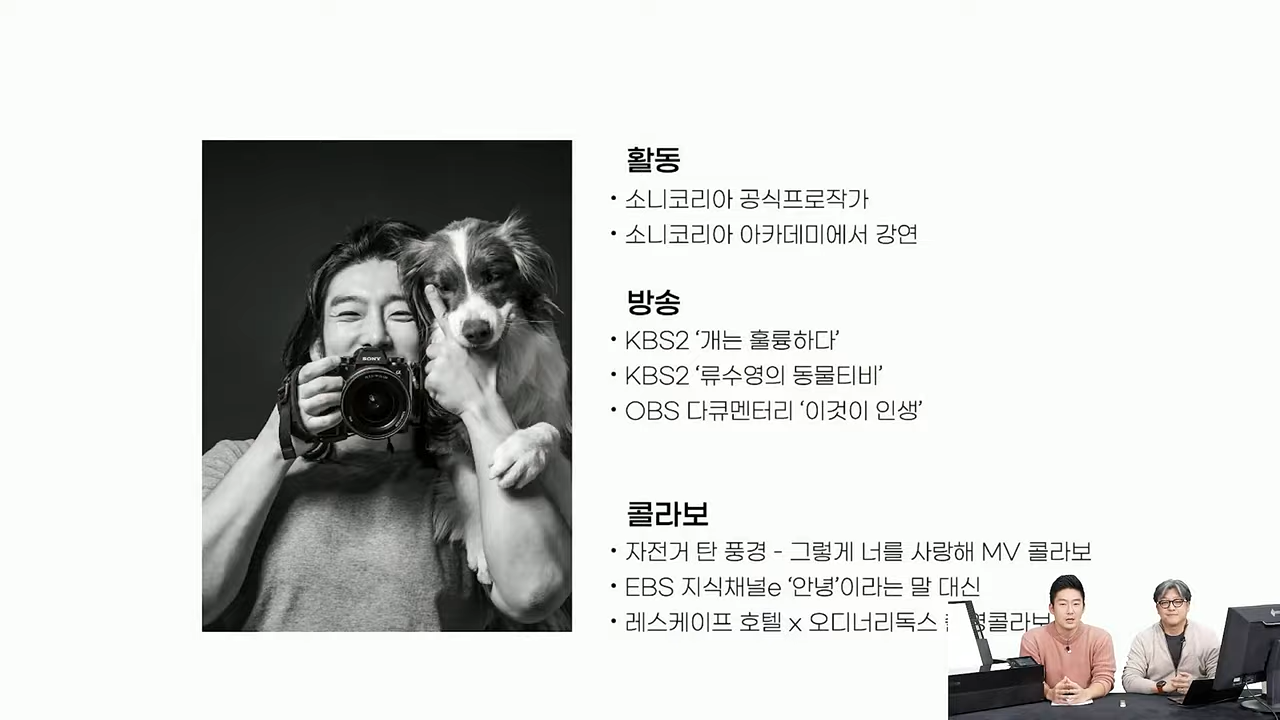 활동
• 소니코리아 공식프로작가
• 소니코리아 아카데미에서 강연
방송
• KBS2 ‘개는 훌륭하다’
• KBS2 ‘류수영의 동물티비’
• OBS 다큐멘터리 ‘이것이 인생’
콜라보
• 자전거 탄 풍경 - 그렇게 너를 사랑해 MV 콜라보
• EBS 지식채널e ‘안녕’이라는 말 대신
• 레스케이프 호텔 x 오디너리독스
SONY